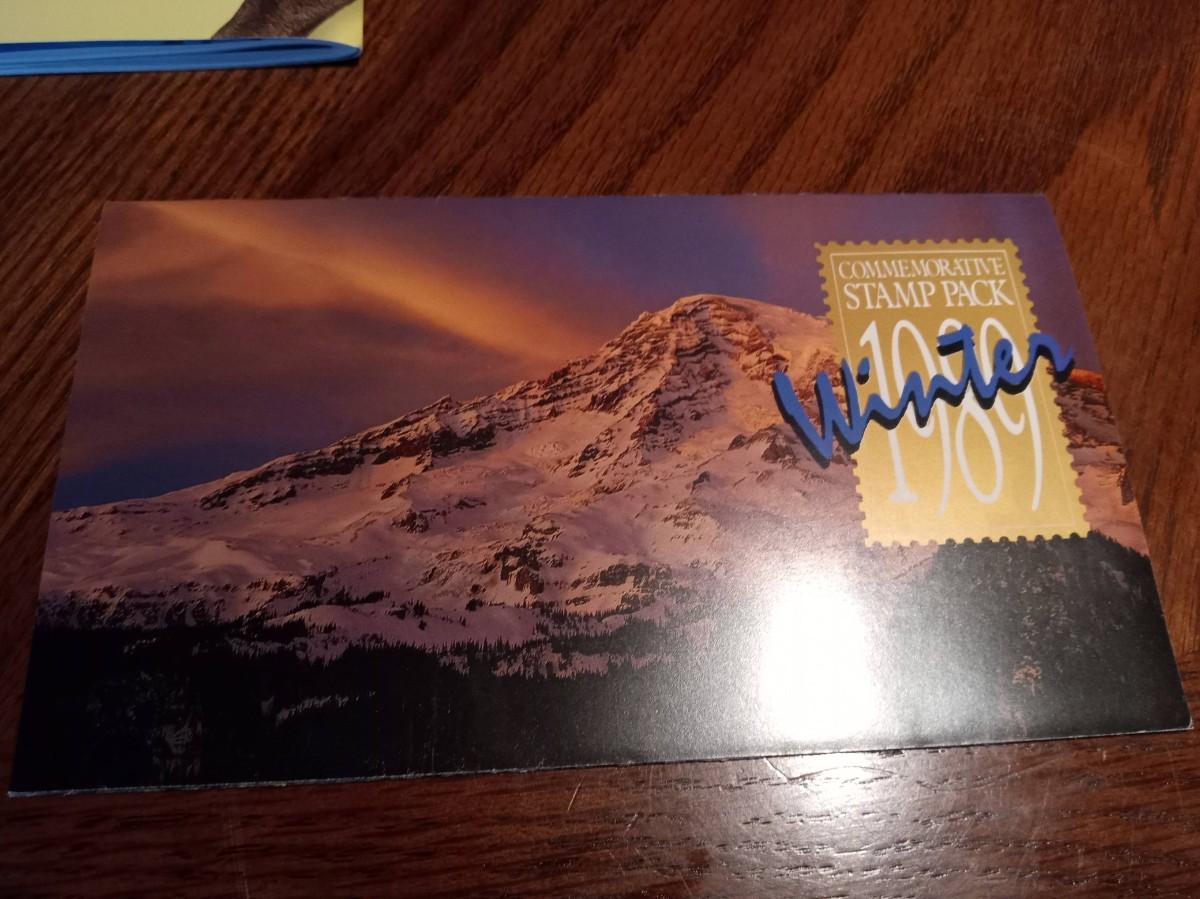 COMMEMORATIVE
STAMP PACK
1989
Winter